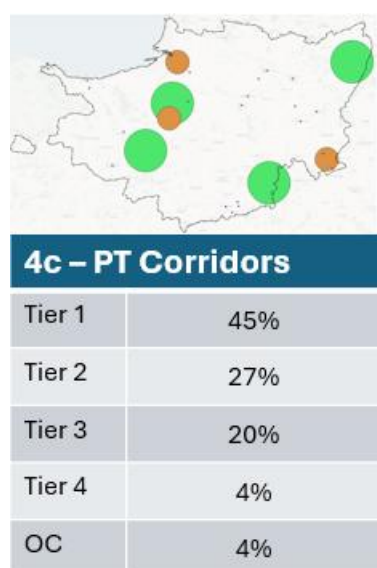 4c – PT Corridors
Tier 1 45%
Tier 2 27%
Tier 3 20%
Tier 4 4%
OC 4%